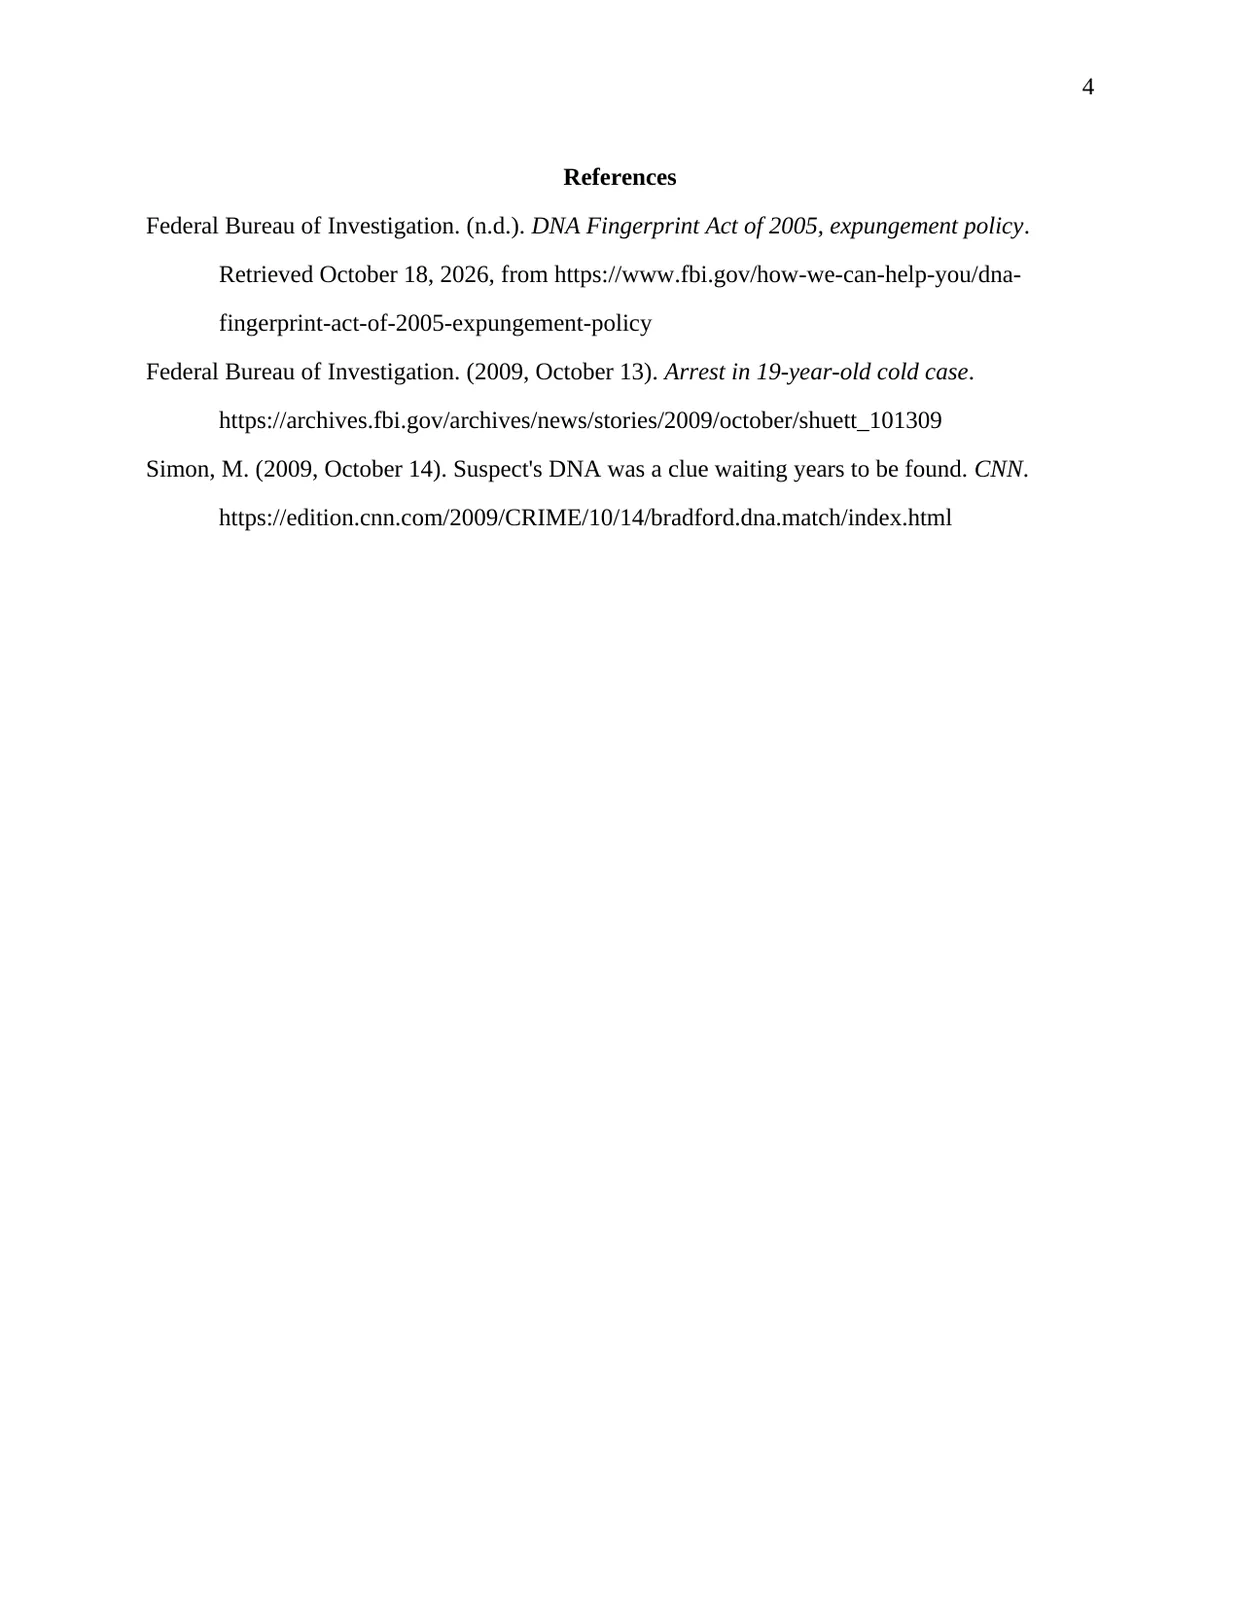 4
References
Federal Bureau of Investigation. (n.d.). DNA Fingerprint Act of 2005, expungement policy.
Retrieved October 18, 2026, from https://www.fbi.gov/how-we-can-help-you/dna-
fingerprint-act-of-2005-expungement-policy
Federal Bureau of Investigation. (2009, October 13). Arrest in 19-year-old cold case.
https://archives.fbi.gov/archives/news/stories/2009/october/shuett_101309
Simon, M. (2009, October 14). Suspect's DNA was a clue waiting years to be found. CNN.
https://edition.cnn.com/2009/CRIME/10/14/bradford.dna.match/index.html